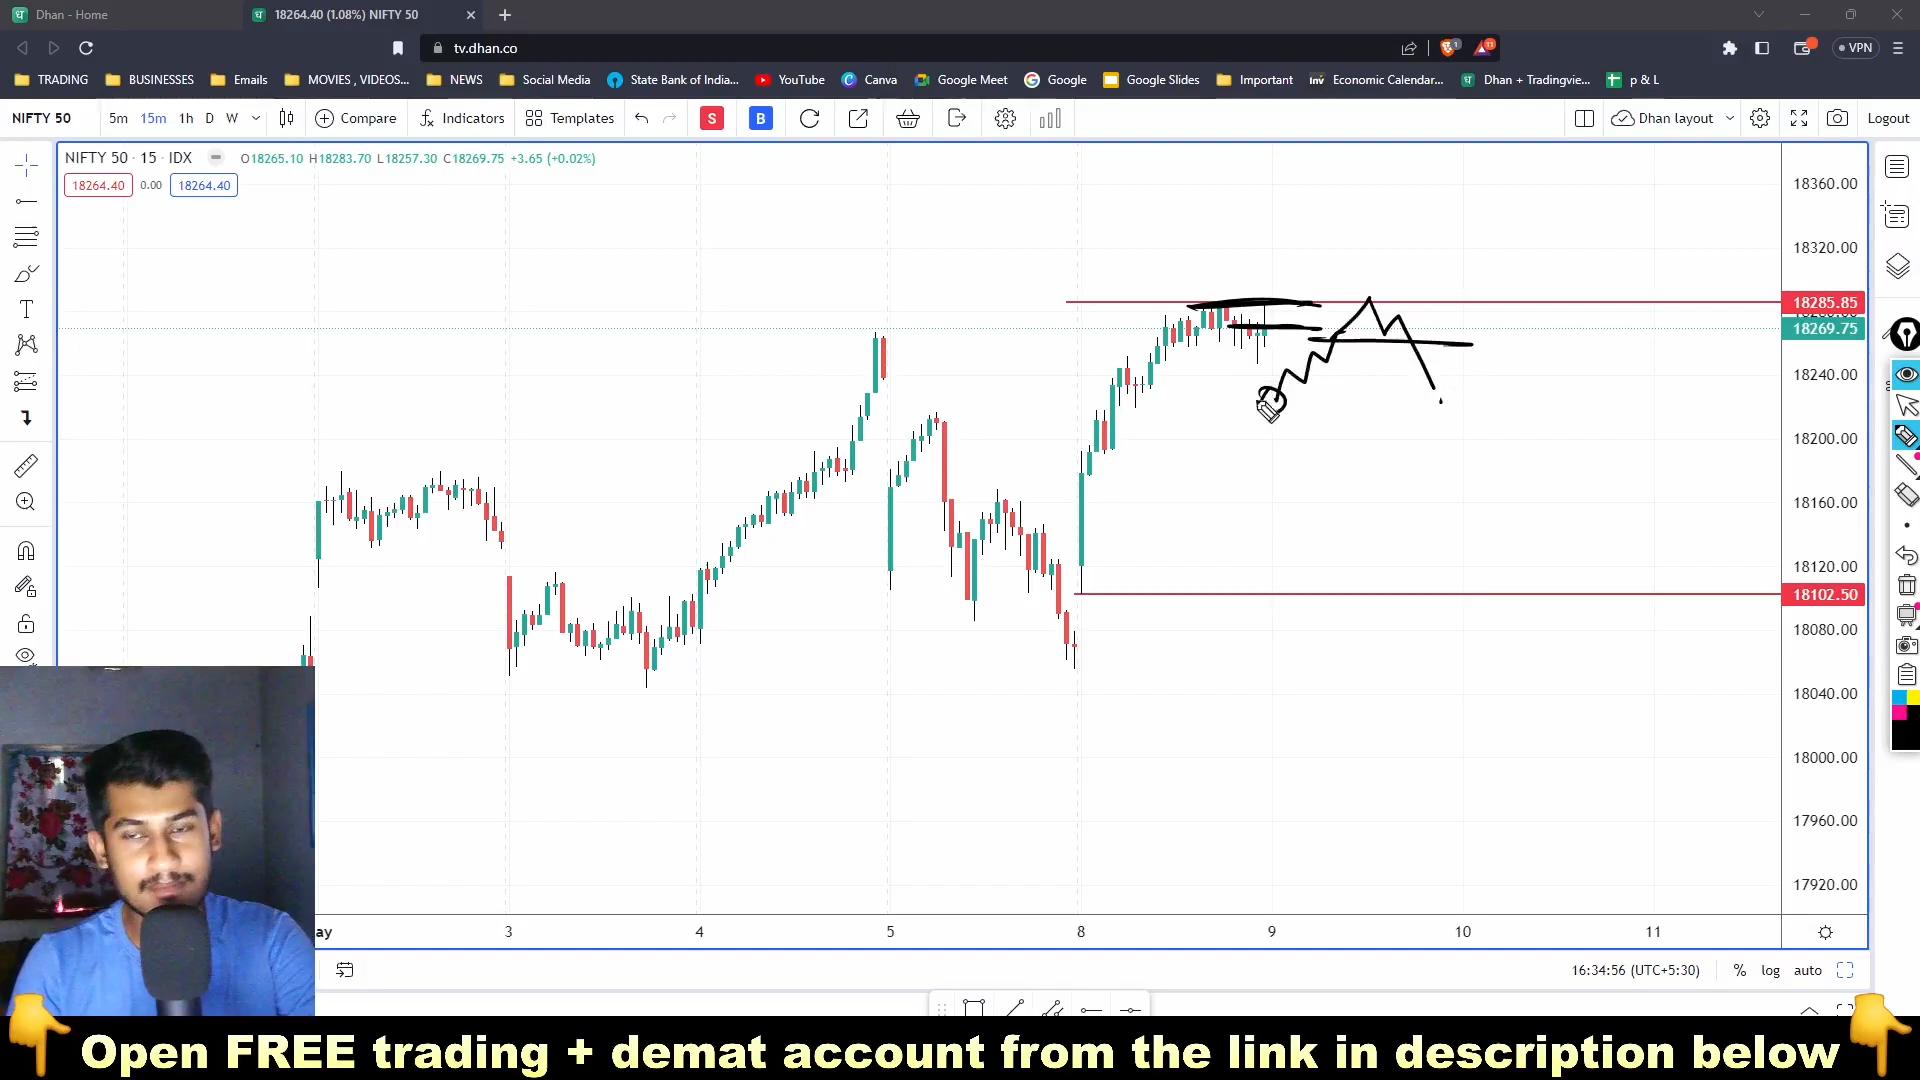 Dhan - Home
18264.40 (1.08%) NIFTY 50
tv.dhan.co
VPN
TRADING
BUSINESSES
Emails
MOVIES , VIDEOS...
NEWS
Social Media
State Bank of India...
YouTube
Canva
Google Meet
Google
Google Slides
Important
Economic Calendar...
Dhan + Tradingvie...
p & L
NIFTY 50
5m 15m 1h D W
Compare
Indicators
Templates
S
B
Dhan layout
Logout
NIFTY 50 · 15 · IDX
O18265.10 H18283.70 L18257.30 C18269.75 +3.65 (+0.02%)
18264.40 0.00 18264.40
18360.00
18320.00
18285.85
18269.75
18240.00
18200.00
18160.00
18120.00
18102.50
18080.00
18040.00
18000.00
17960.00
17920.00
ay 3 4 5 8 9 10 11
16:34:56 (UTC+5:30) % log auto
Open FREE trading + demat account from the link in description below